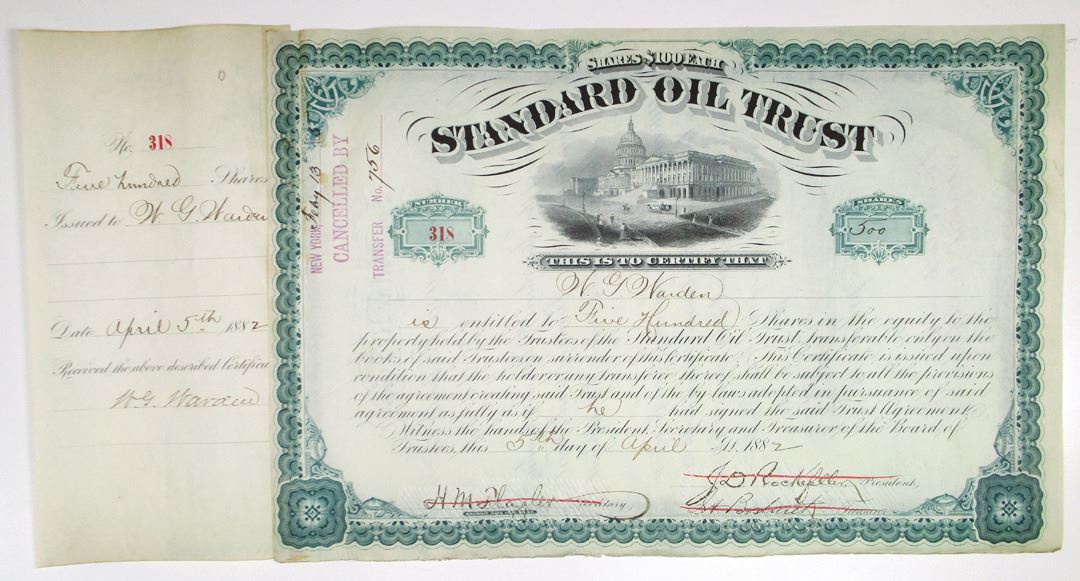 No. 318
Five hundred Shares
Issued to W. G. Warden
Date April 5th 1882
Received the above described Certifica
W. G. Warden
NEW YORK, Feby 13
CANCELLED BY
TRANSFER No. 756
SHARES $100 EACH
STANDARD OIL TRUST
NUMBER
318
SHARES
500
THIS IS TO CERTIFY THAT
W. G. Warden
is entitled to Five Hundred Shares in the equity to the
property held by the Trustees of the Standard Oil Trust, transferable only on the
books of said Trustees on surrender of this Certificate. This Certificate is issued upon
condition that the holder or any transferee thereof shall be subject to all the provisions
of the agreement creating said Trust and of the by-laws adopted in pursuance of said
agreement as fully as if he had signed the said Trust Agreement.
Witness the hands of the President, Secretary and Treasurer of the Board of
Trustees, this 5th day of April A.D. 1882
J. D. Rockefeller President,
H. M. Flagler Secretary,
Treasurer